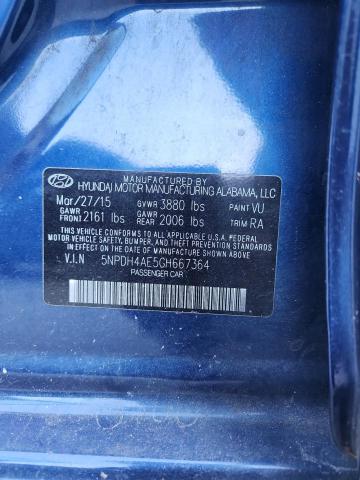 MANUFACTURED BY
HYUNDAI MOTOR MANUFACTURING ALABAMA, LLC
Mar/27/15 GVWR 3880 lbs PAINT VU
GAWR FRONT 2161 lbs GAWR REAR 2006 lbs TRIM RA
THIS VEHICLE CONFORMS TO ALL APPLICABLE U.S.A. FEDERAL
MOTOR VEHICLE SAFETY, BUMPER, AND THEFT PREVENTION STANDARDS
IN EFFECT ON THE DATE OF MANUFACTURE SHOWN ABOVE.
V.I.N 5NPDH4AE5GH667364
PASSENGER CAR